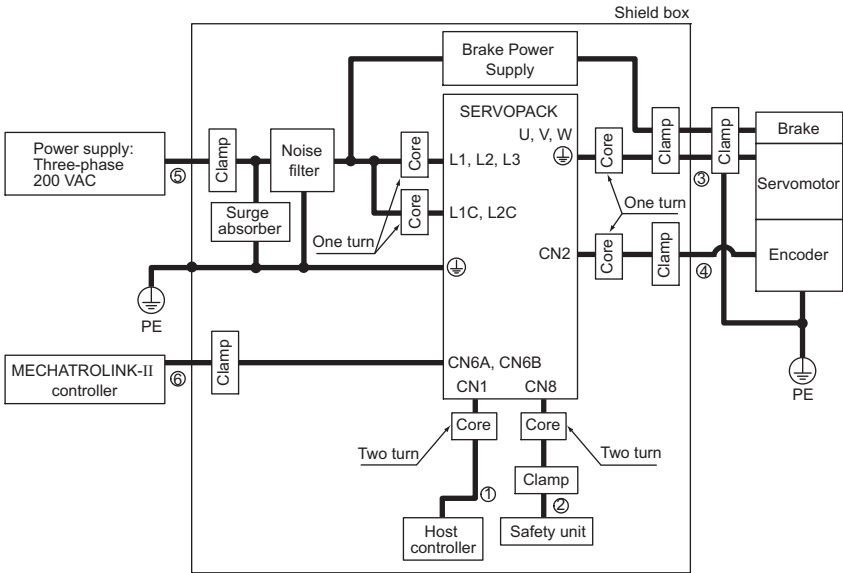 Shield box
Brake Power
Supply
SERVOPACK
U, V, W
Power supply:
Three-phase
200 VAC
⑤
Clamp
Noise
filter
Core
L1, L2, L3
Core
Clamp
Clamp
Brake
③
Servomotor
Surge
absorber
One turn
Core
L1C, L2C
One turn
CN2
Core
Clamp
④
Encoder
PE
MECHATROLINK-II
controller
⑥
Clamp
CN6A, CN6B
CN1
CN8
PE
Two turn
Core
Core
Two turn
①
Clamp
②
Host
controller
Safety unit